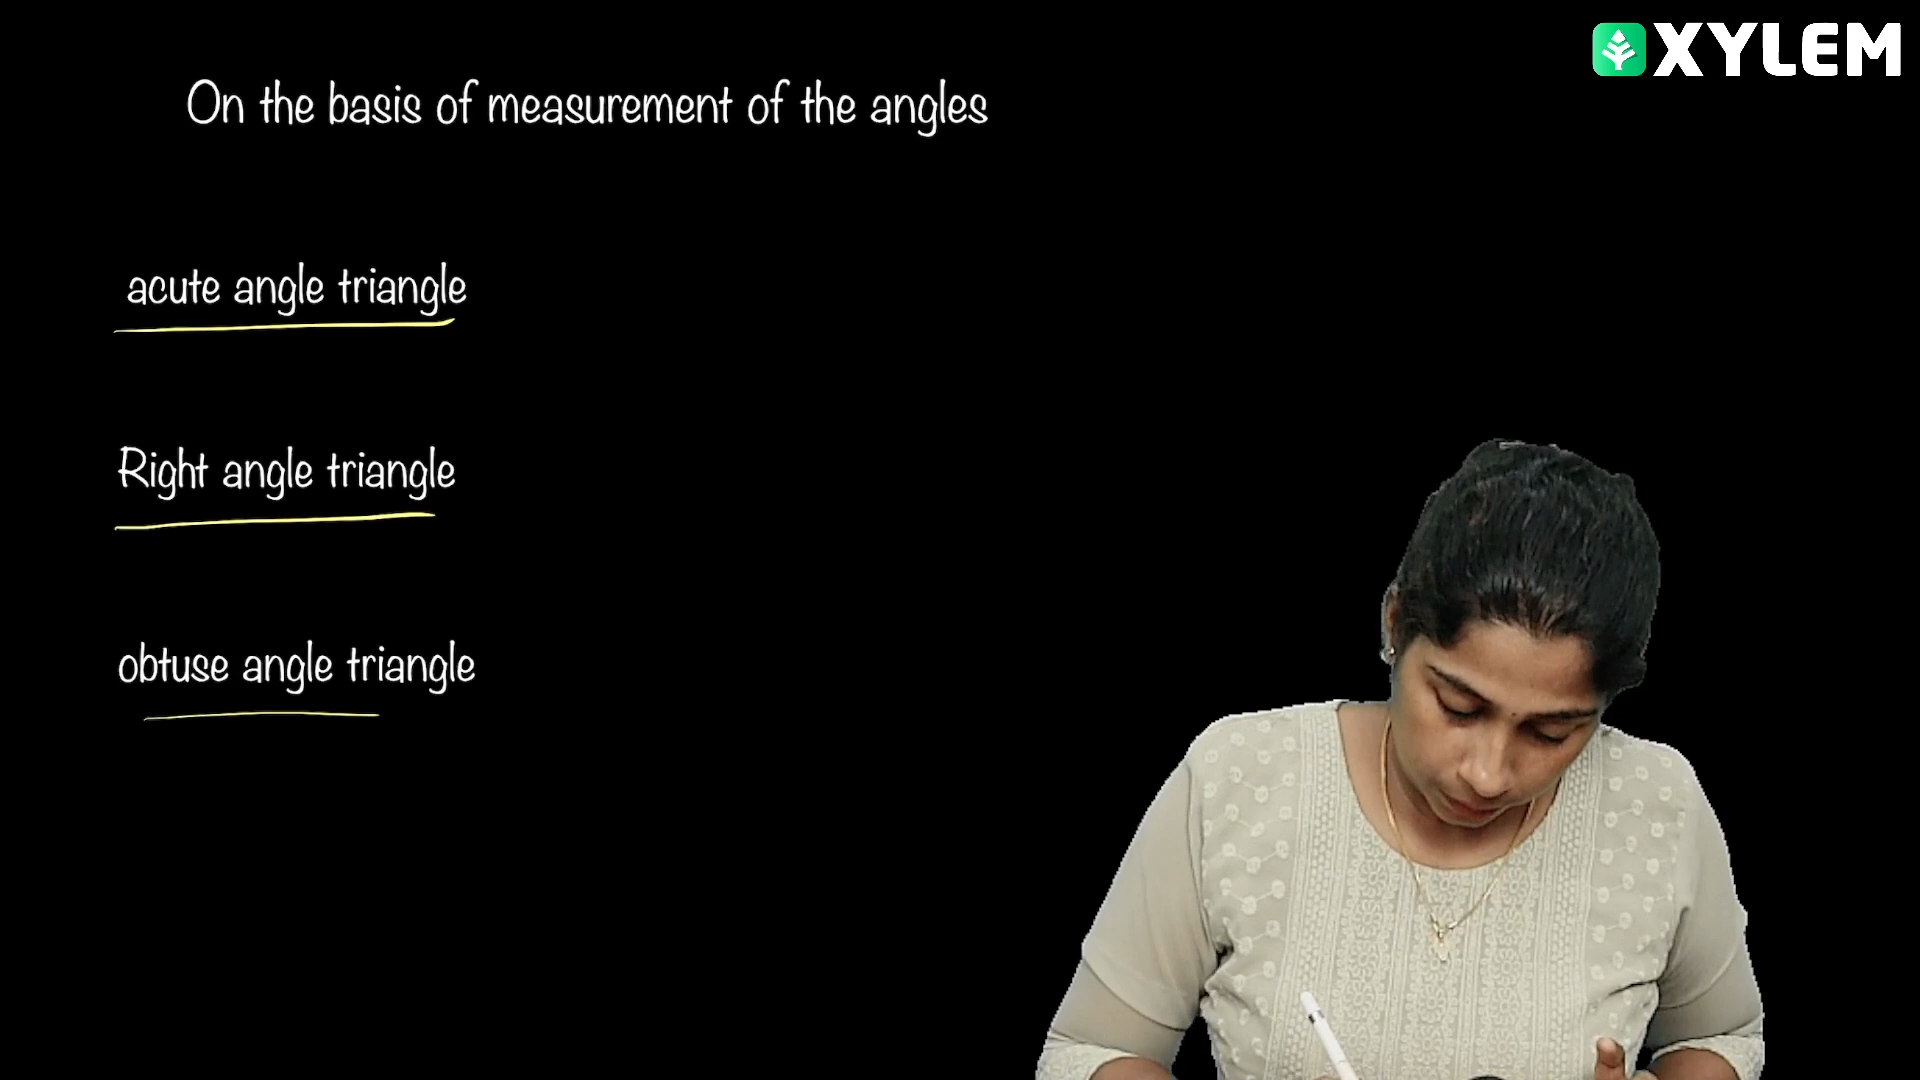 XYLEM
On the basis of measurement of the angles
acute angle triangle
Right angle triangle
obtuse angle triangle